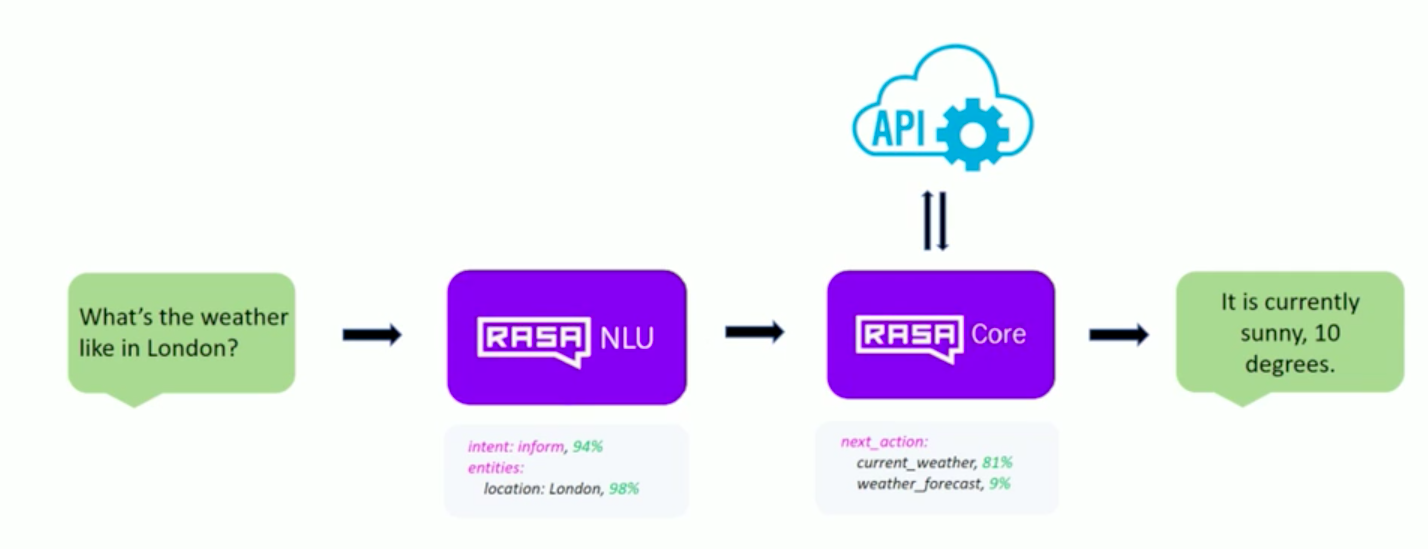 API
What's the weather
like in London?
RASA NLU
RASA Core
It is currently
sunny, 10
degrees.
intent: inform, 94%
entities:
location: London, 98%
next_action:
current_weather, 81%
weather_forecast, 9%